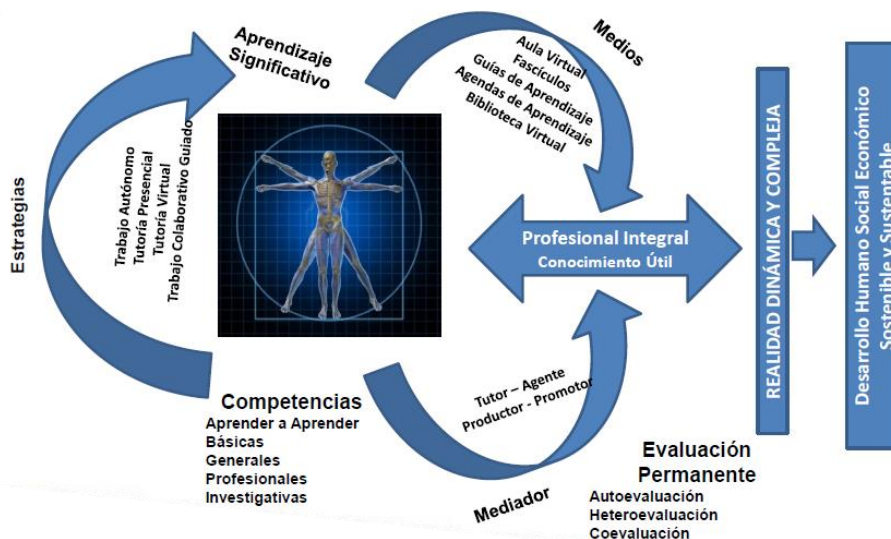 Aprendizaje
Significativo
Medios
Aula Virtual
Fascículos
Guías de Aprendizaje
Agendas de Aprendizaje
Biblioteca Virtual
Estrategias
Trabajo Autónomo
Tutoría Presencial
Tutoría Virtual
Trabajo Colaborativo Guiado
Profesional Integral
Conocimiento Útil
REALIDAD DINÁMICA Y COMPLEJA
Desarrollo Humano Social Económico
Sostenible y Sustentable
Competencias
Aprender a Aprender
Básicas
Generales
Profesionales
Investigativas
Tutor – Agente
Productor - Promotor
Mediador
Evaluación
Permanente
Autoevaluación
Heteroevaluación
Coevaluación